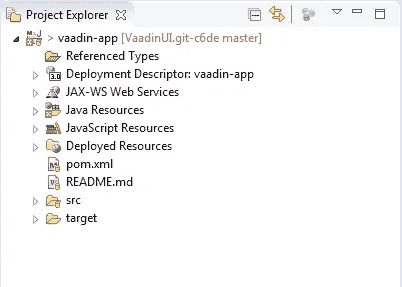 Project Explorer
> vaadin-app [VaadinUI.git-c6de master]
Referenced Types
Deployment Descriptor: vaadin-app
JAX-WS Web Services
Java Resources
JavaScript Resources
Deployed Resources
pom.xml
README.md
src
target